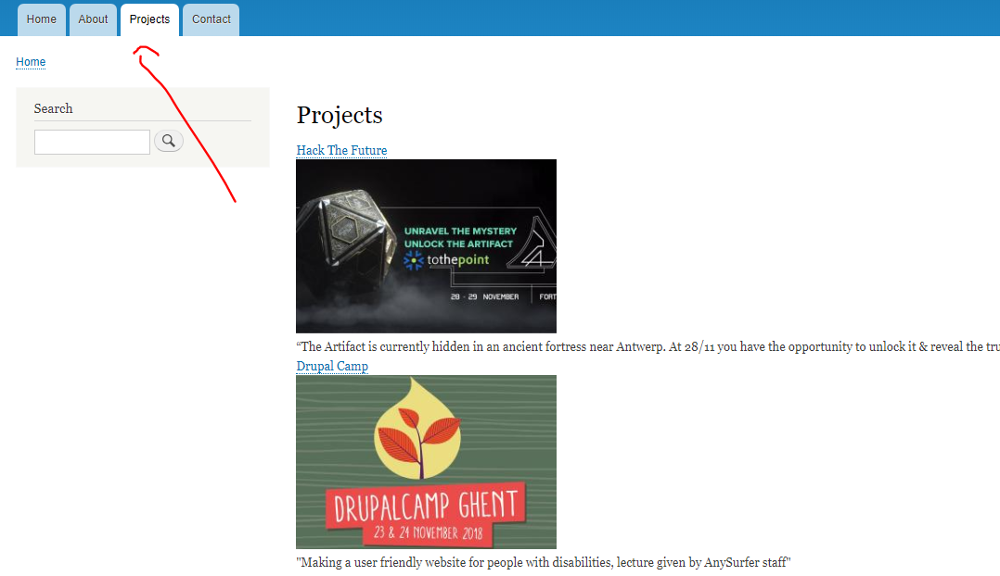 Home About Projects Contact
Home
Search
Projects
Hack The Future
UNRAVEL THE MYSTERY
UNLOCK THE ARTIFACT
tothepoint
28 - 29 NOVEMBER FORT
“The Artifact is currently hidden in an ancient fortress near Antwerp. At 28/11 you have the opportunity to unlock it & reveal the tru
Drupal Camp
DRUPALCAMP GHENT
23 & 24 NOVEMBER 2018
"Making a user friendly website for people with disabilities, lecture given by AnySurfer staff"